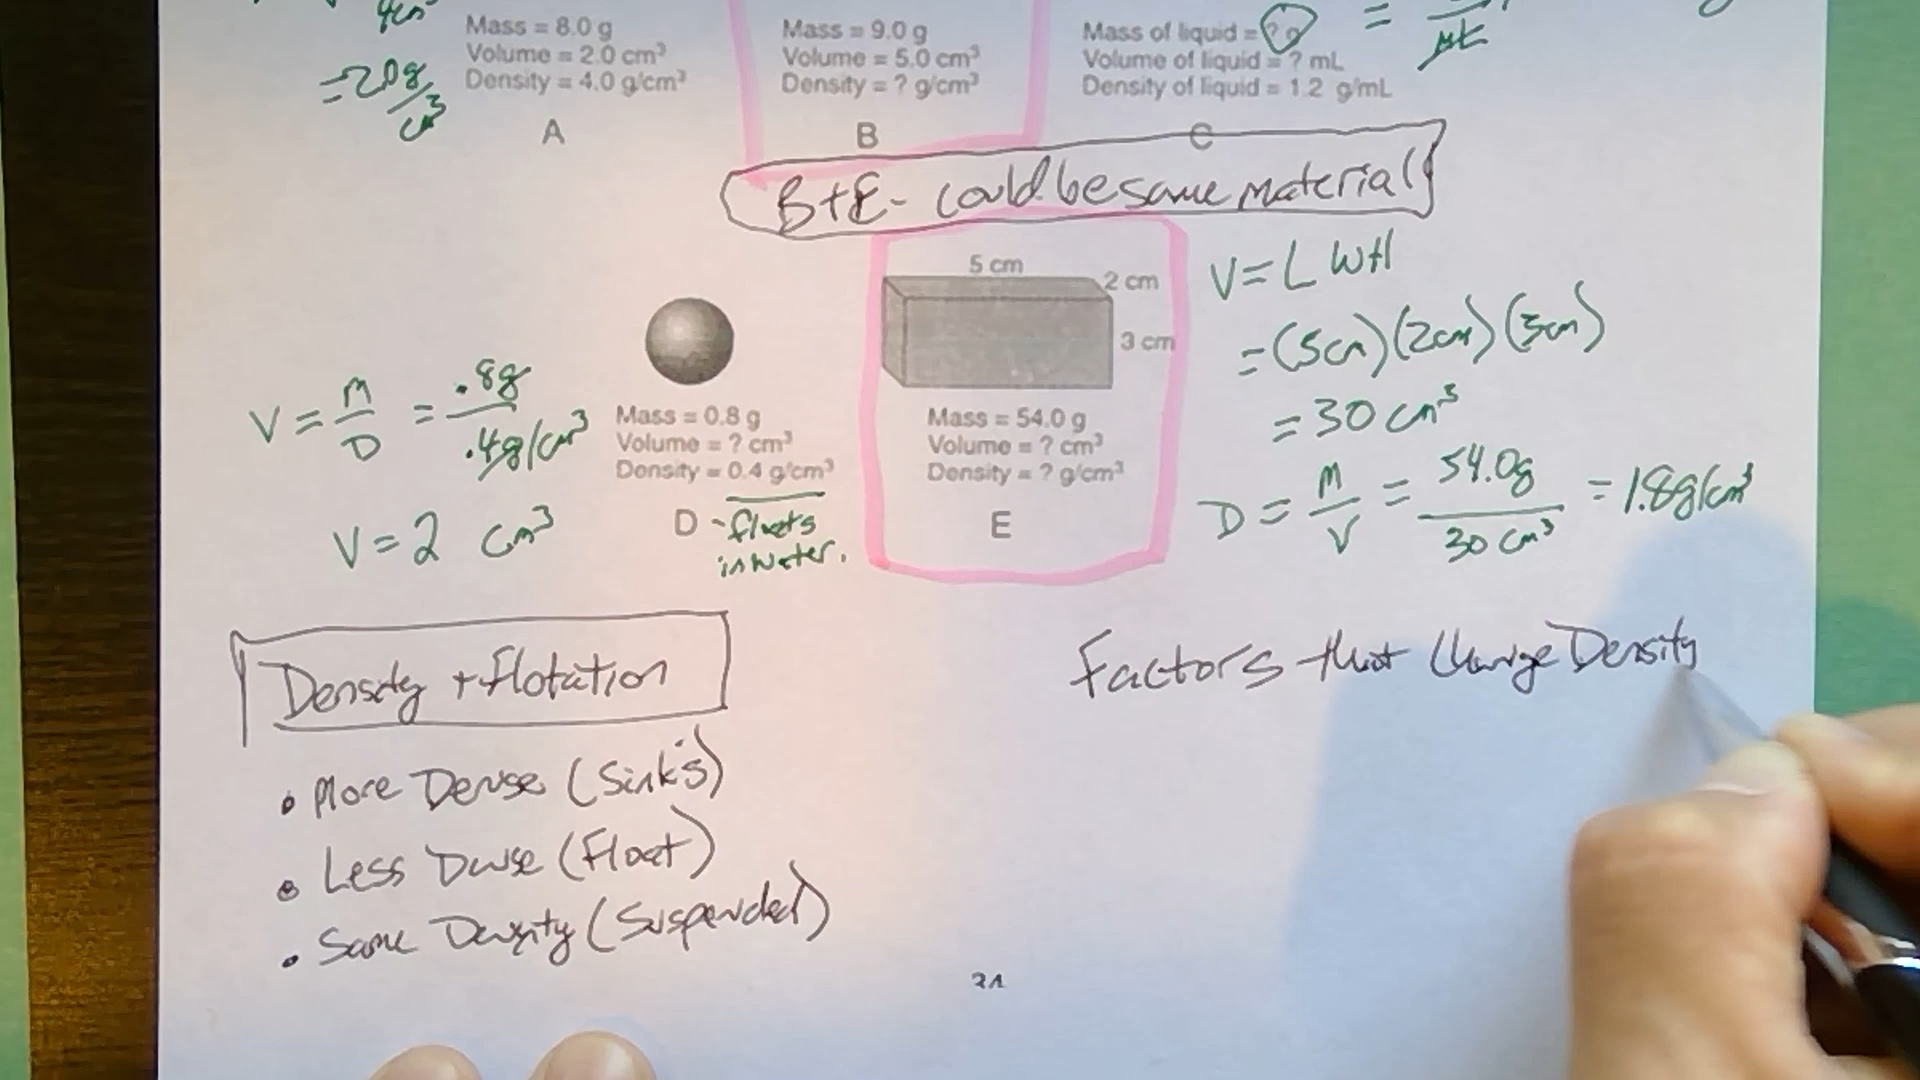 4cm
= 2.0g/cm³
Mass = 8.0 g
Volume = 2.0 cm³
Density = 4.0 g/cm³
A
Mass = 9.0 g
Volume = 5.0 cm³
Density = ? g/cm³
B
Mass of liquid = ? g
Volume of liquid = ? mL
Density of liquid = 1.2 g/mL
C
=
mL
B+E- could be same material
V = M/D = .8g/.4g/cm³
V = 2 cm³
Mass = 0.8 g
Volume = ? cm³
Density = 0.4 g/cm³
D - floats
in water.
5 cm
2 cm
3 cm
Mass = 54.0 g
Volume = ? cm³
Density = ? g/cm³
E
V = L W H
= (5cm)(2cm)(3cm)
= 30 cm³
D = M/V = 54.0g/30 cm³ = 1.8g/cm³
Density + Flotation
• More Dense (Sinks)
• Less Dense (Float)
• Same Density (Suspended)
Factors that Change Density